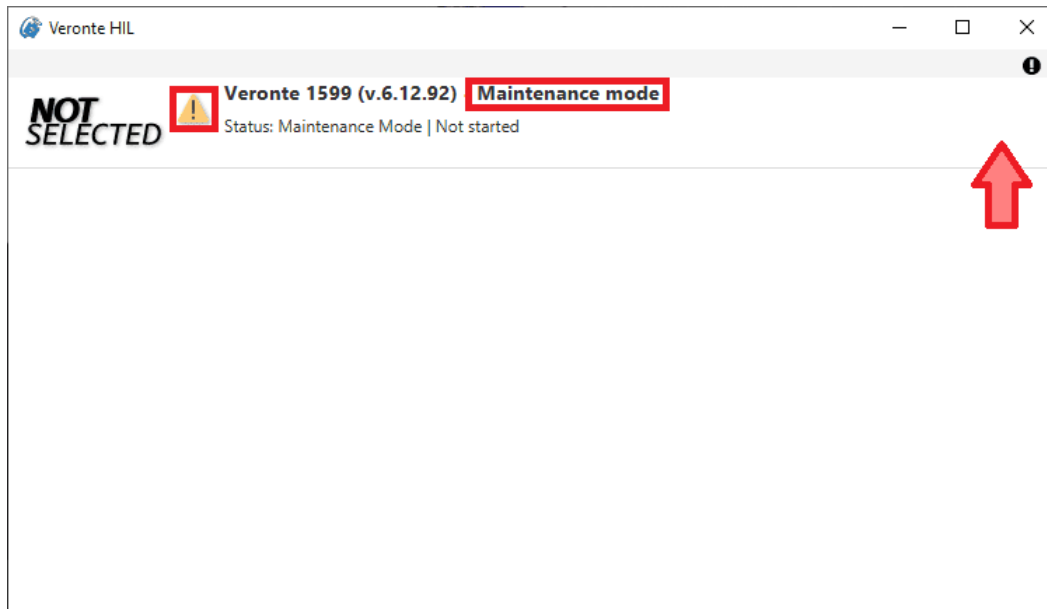 Veronte HIL
NOT
SELECTED
Veronte 1599 (v.6.12.92) Maintenance mode
Status: Maintenance Mode | Not started